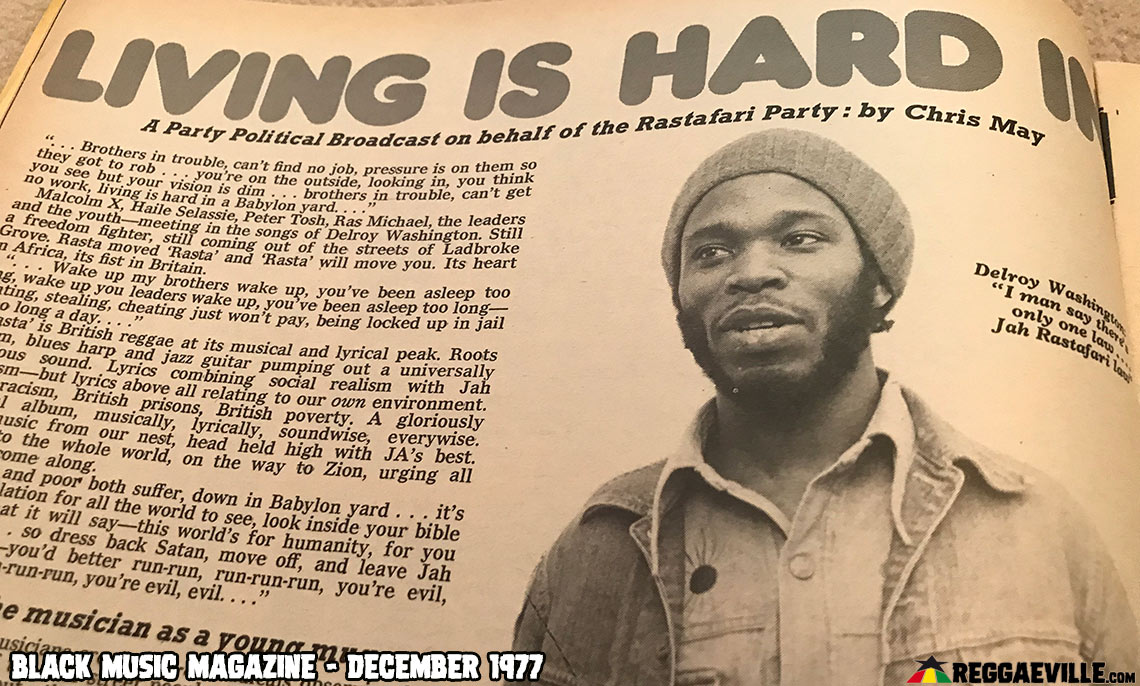 LIVING IS HARD IN
A Party Political Broadcast on behalf of the Rastafari Party: by Chris May
". . . Brothers in trouble, can't find no job, pressure is on them so
they got to rob . . . you're on the outside, looking in, you think
you see but your vision is dim . . . brothers in trouble, can't get
no work, living is hard in a Babylon yard. . . ."
Malcolm X, Haile Selassie, Peter Tosh, Ras Michael, the leaders
and the youth—meeting in the songs of Delroy Washington. Still
a freedom fighter, still coming out of the streets of Ladbroke
Grove. Rasta moved 'Rasta' and 'Rasta' will move you. Its heart
Africa, its fist in Britain.
". . . Wake up my brothers wake up, you've been asleep too
wake up you leaders wake up, you've been asleep too long—
stealing, cheating just won't pay, being locked up in jail
long a day. . . ."
is British reggae at its musical and lyrical peak. Roots
blues harp and jazz guitar pumping out a universally
sound. Lyrics combining social realism with Jah
—but lyrics above all relating to our own environment.
racism, British prisons, British poverty. A gloriously
album, musically, lyrically, soundwise, everywise.
from our nest, head held high with JA's best.
to the whole world, on the way to Zion, urging all
come along.
and poor both suffer, down in Babylon yard . . . it's
for all the world to see, look inside your bible
it will say—this world's for humanity, for you
. so dress back Satan, move off, and leave Jah
—you'd better run-run, run-run-run, you're evil,
-run-run, you're evil, evil. . . ."
musician as a young
Delroy Washington
"I man say there's
only one law . . . .
Jah Rastafari law"
BLACK MUSIC MAGAZINE - DECEMBER 1977
REGGAEVILLE.COM